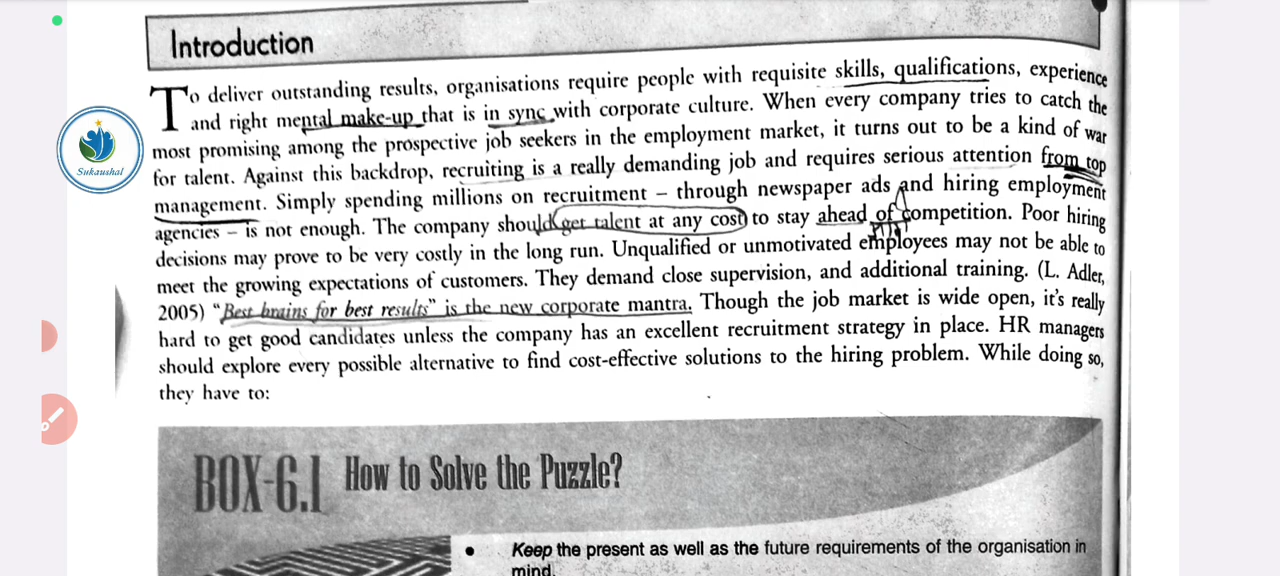 Introduction
To deliver outstanding results, organisations require people with requisite skills, qualifications, experience
and right mental make-up that is in sync with corporate culture. When every company tries to catch the
most promising among the prospective job seekers in the employment market, it turns out to be a kind of war
for talent. Against this backdrop, recruiting is a really demanding job and requires serious attention from top
management. Simply spending millions on recruitment – through newspaper ads and hiring employment
agencies – is not enough. The company should get talent at any cost to stay ahead of competition. Poor hiring
decisions may prove to be very costly in the long run. Unqualified or unmotivated employees may not be able to
meet the growing expectations of customers. They demand close supervision, and additional training. (L. Adler,
2005) “Best brains for best results” is the new corporate mantra. Though the job market is wide open, it’s really
hard to get good candidates unless the company has an excellent recruitment strategy in place. HR managers
should explore every possible alternative to find cost-effective solutions to the hiring problem. While doing so,
they have to:
Sukaushal
BOX-6.1 How to Solve the Puzzle?
• Keep the present as well as the future requirements of the organisation in
mind.